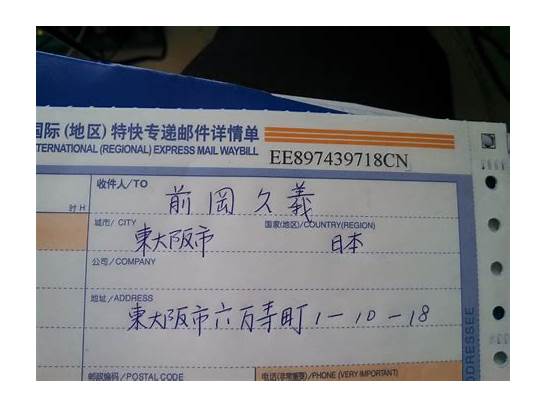 国际(地区)特快专递邮件详情单
TERNATIONAL (REGIONAL) EXPRESS MAIL WAYBILL
EE897439718CN
收件人/TO
前岡久義
时 H
城市/ CITY 国家(地区)/COUNTRY(REGION)
東大阪市 日本
公司/COMPANY
地址/ADDRESS
東大阪市六万寺町1-10-18
邮政编码/POSTAL CODE 电话(非常重要)/PHONE (VERY IMPORTANT)
ADDRESSEE